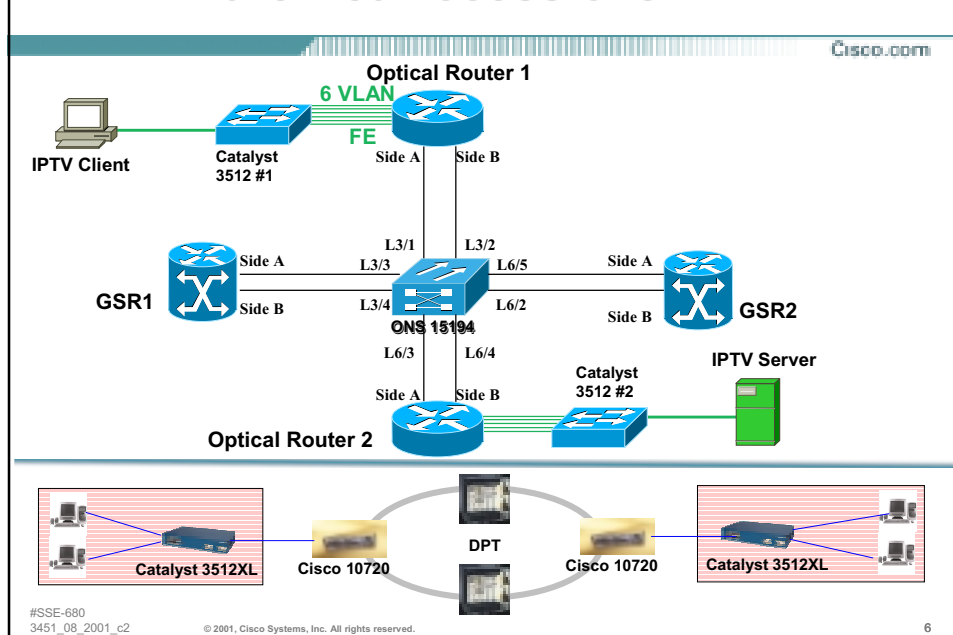 Cisco.com
Optical Router 1
6 VLAN
FE
IPTV Client
Catalyst
3512 #1
Side A
Side B
L3/1
L3/2
Side A
L3/3
L6/5
Side A
GSR1
GSR2
Side B
L3/4
L6/2
Side B
ONS 15194
L6/3
L6/4
IPTV Server
Catalyst
3512 #2
Side A
Side B
Optical Router 2
DPT
Catalyst 3512XL
Cisco 10720
Cisco 10720
Catalyst 3512XL
#SSE-680
3451_08_2001_c2
© 2001, Cisco Systems, Inc. All rights reserved.
6